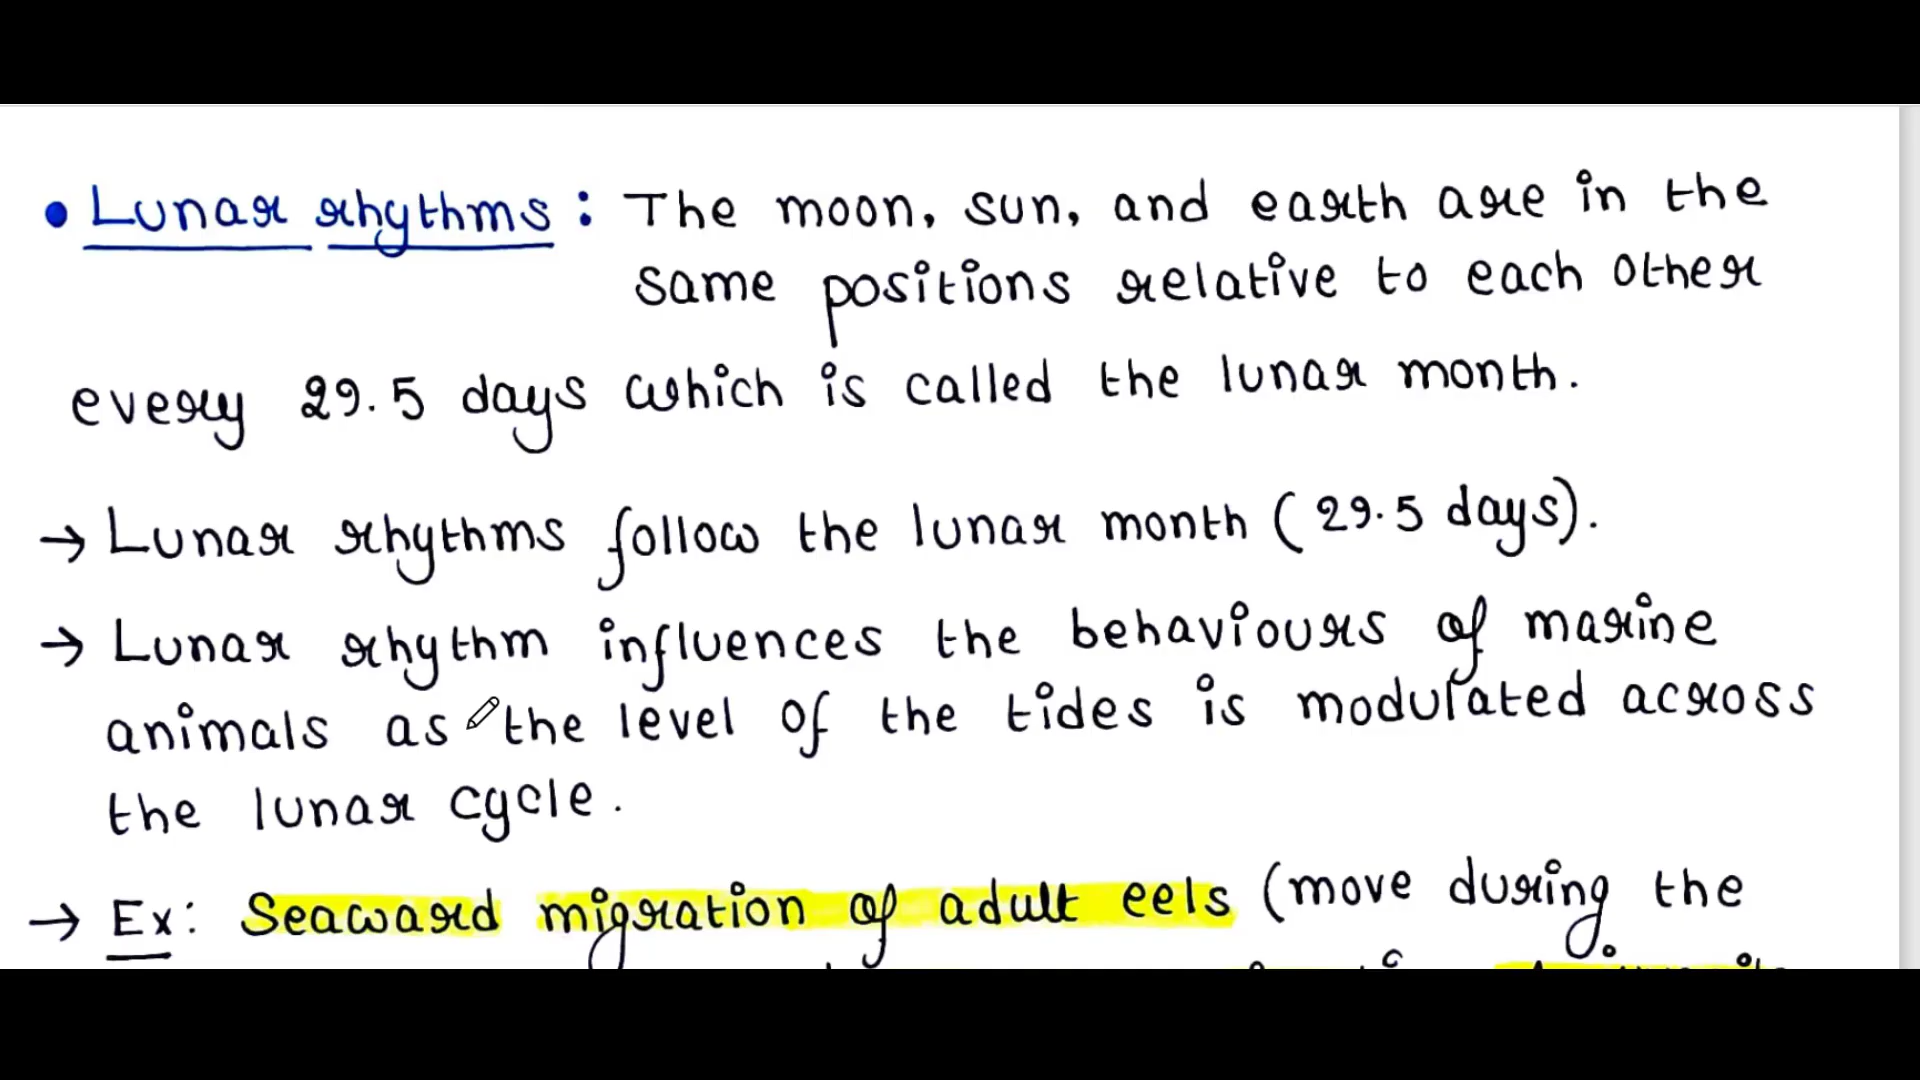 • Lunar rhythms : The moon, sun, and earth are in the
same positions relative to each other
every 29.5 days which is called the lunar month.
→ Lunar rhythms follow the lunar month (29.5 days).
→ Lunar rhythm influences the behaviours of marine
animals as the level of the tides is modulated across
the lunar cycle.
→ Ex: Seaward migration of adult eels (move during the